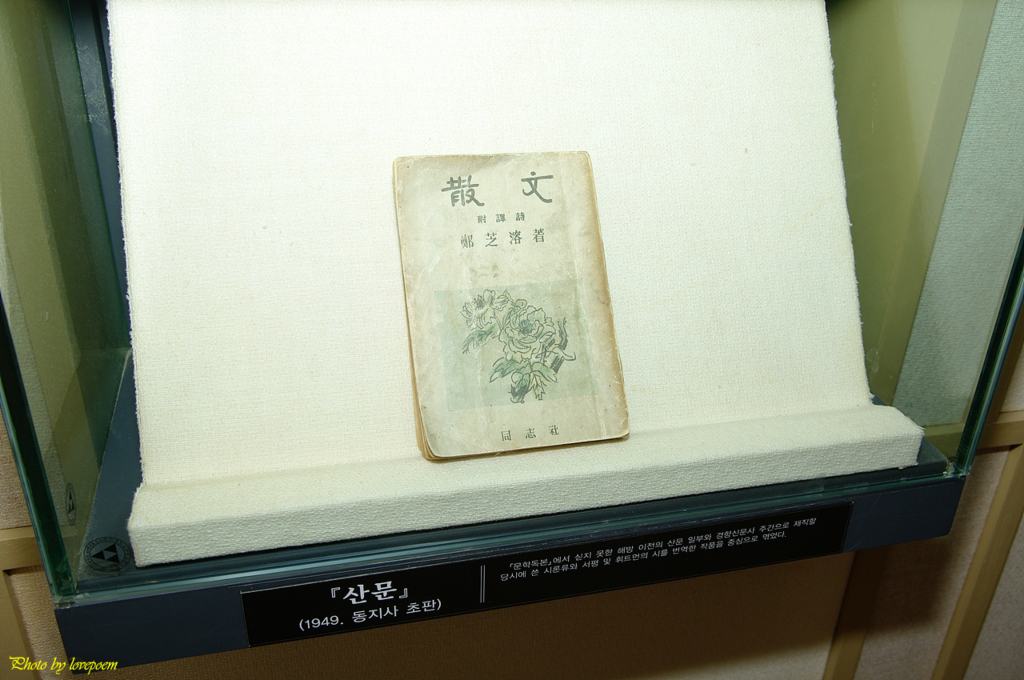 散文
附譯詩
鄭芝溶著
同志社
『산문』
(1949. 동지사 초판)
『문학독본』에서 싣지 못한 해방 이전의 산문 일부와 경향신문사 주간으로 재직할
당시에 쓴 시론류와 서평 및 휘트먼의 시를 번역한 작품을 중심으로 엮었다.
Photo by lovepoem